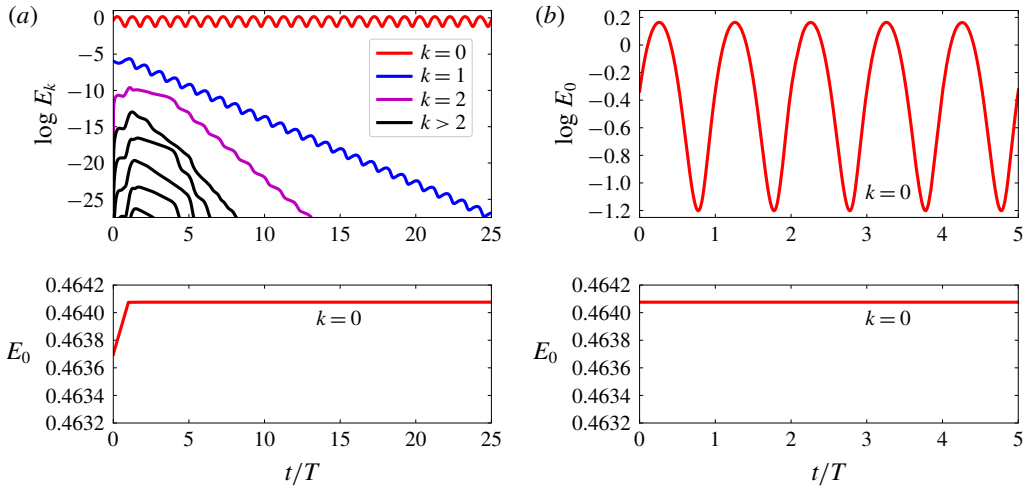 (a)
0
−5
−10
−15
−20
−25
log E_k
k = 0
k = 1
k = 2
k > 2
0 5 10 15 20 25
(b)
0.2
0
−0.2
−0.4
−0.6
−0.8
−1.0
−1.2
log E_0
k = 0
0 1 2 3 4 5
0.4642
0.4640
0.4638
0.4636
0.4634
0.4632
E_0
k = 0
0 5 10 15 20 25
t/T
0.4642
0.4640
0.4638
0.4636
0.4634
0.4632
E_0
k = 0
0 1 2 3 4 5
t/T